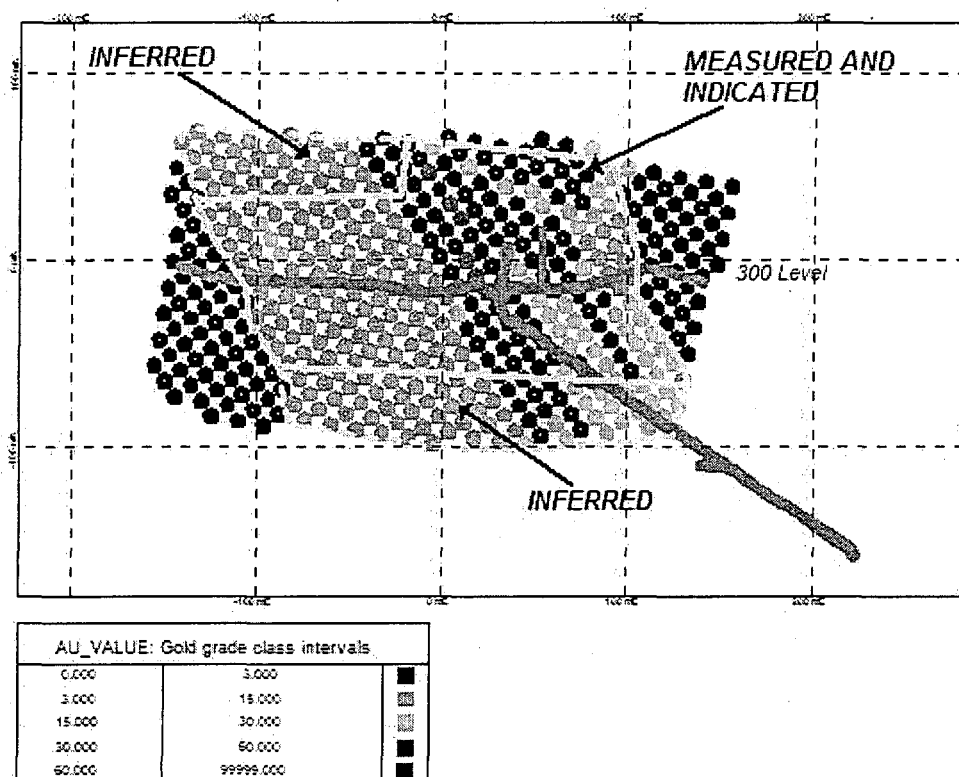 INFERRED
MEASURED AND
INDICATED
300 Level
INFERRED
AU_VALUE: Gold grade class intervals
0.000 3.000
3.000 15.000
15.000 30.000
30.000 60.000
60.000 99999.000